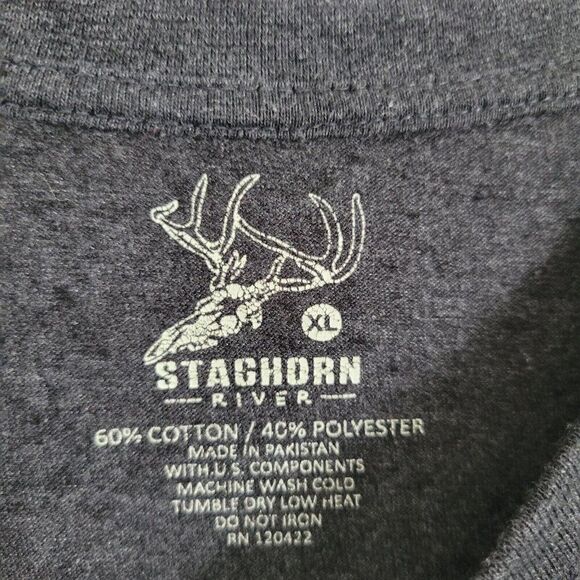 XL
STAGHORN
RIVER
60% COTTON / 40% POLYESTER
MADE IN PAKISTAN
WITH U.S. COMPONENTS
MACHINE WASH COLD
TUMBLE DRY LOW HEAT
DO NOT IRON
RN 120422